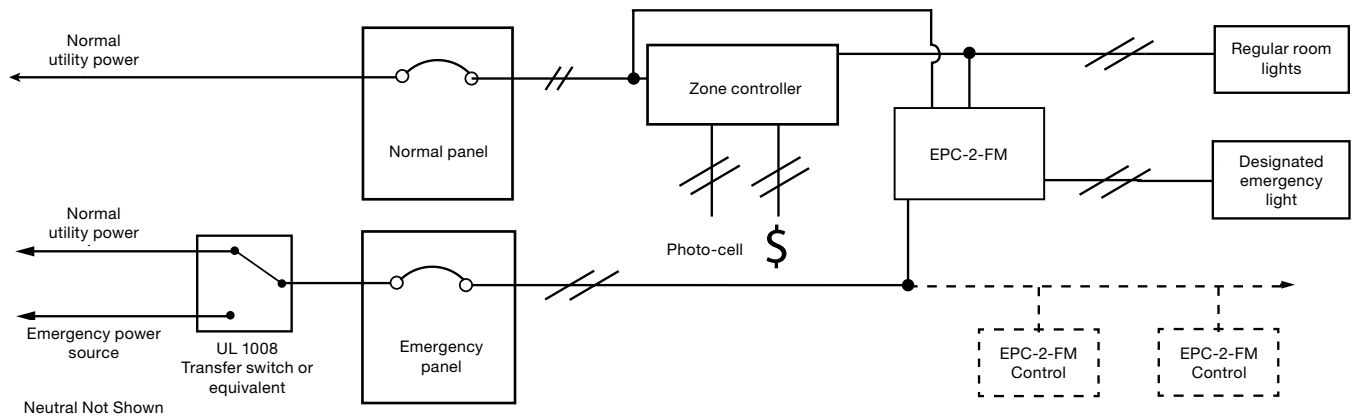 Normal
utility power
Normal panel
Zone controller
Regular room
lights
EPC-2-FM
Designated
emergency
light
Photo-cell
$
Normal
utility power
Emergency power
source
UL 1008
Transfer switch or
equivalent
Emergency
panel
EPC-2-FM
Control
EPC-2-FM
Control
Neutral Not Shown